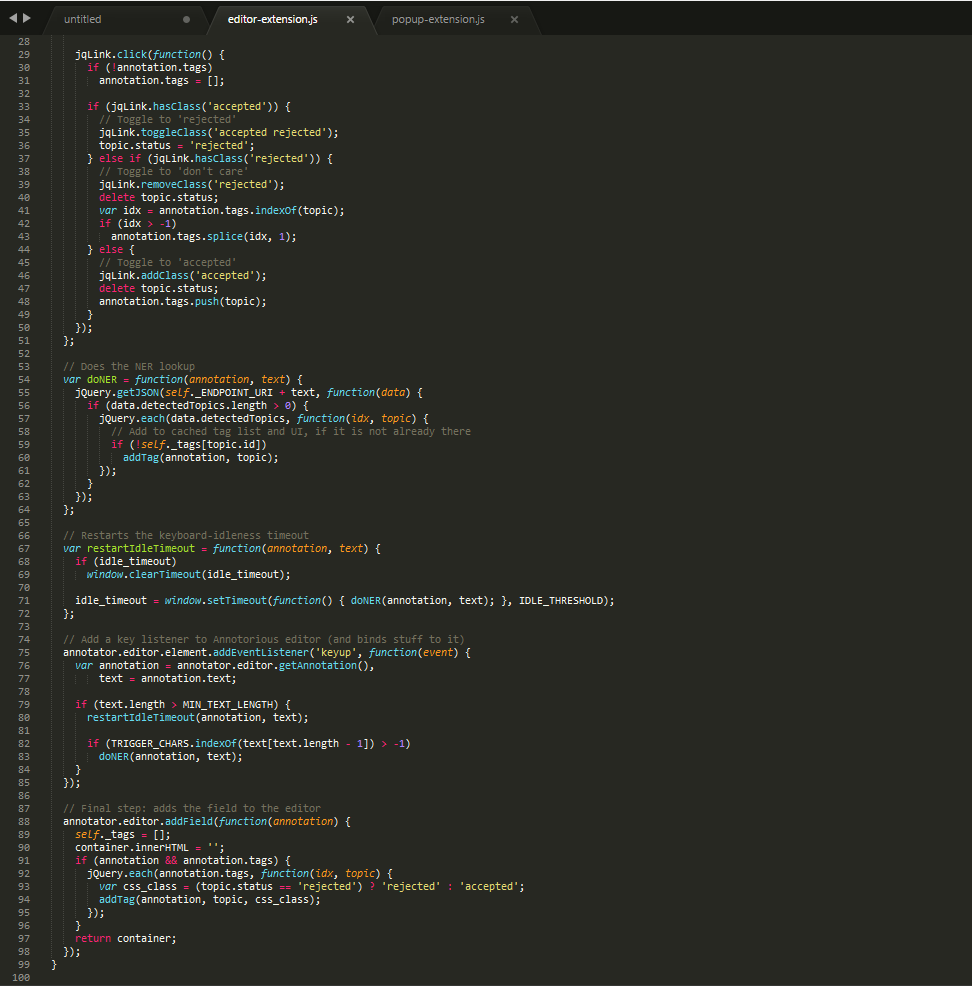 untitled editor-extension.js popup-extension.js
28
29 jqLink.click(function() {
30 if (!annotation.tags)
31 annotation.tags = [];
32
33 if (jqLink.hasClass('accepted')) {
34 // Toggle to 'rejected'
35 jqLink.toggleClass('accepted rejected');
36 topic.status = 'rejected';
37 } else if (jqLink.hasClass('rejected')) {
38 // Toggle to 'don't care'
39 jqLink.removeClass('rejected');
40 delete topic.status;
41 var idx = annotation.tags.indexOf(topic);
42 if (idx > -1)
43 annotation.tags.splice(idx, 1);
44 } else {
45 // Toggle to 'accepted'
46 jqLink.addClass('accepted');
47 delete topic.status;
48 annotation.tags.push(topic);
49 }
50 });
51 };
52
53 // Does the NER lookup
54 var doNER = function(annotation, text) {
55 jQuery.getJSON(self._ENDPOINT_URI + text, function(data) {
56 if (data.detectedTopics.length > 0) {
57 jQuery.each(data.detectedTopics, function(idx, topic) {
58 // Add to cached tag list and UI, if it is not already there
59 if (!self._tags[topic.id])
60 addTag(annotation, topic);
61 });
62 }
63 });
64 };
65
66 // Restarts the keyboard-idleness timeout
67 var restartIdleTimeout = function(annotation, text) {
68 if (idle_timeout)
69 window.clearTimeout(idle_timeout);
70
71 idle_timeout = window.setTimeout(function() { doNER(annotation, text); }, IDLE_THRESHOLD);
72 };
73
74 // Add a key listener to Annotorious editor (and binds stuff to it)
75 annotator.editor.element.addEventListener('keyup', function(event) {
76 var annotation = annotator.editor.getAnnotation(),
77 text = annotation.text;
78
79 if (text.length > MIN_TEXT_LENGTH) {
80 restartIdleTimeout(annotation, text);
81
82 if (TRIGGER_CHARS.indexOf(text[text.length - 1]) > -1)
83 doNER(annotation, text);
84 }
85 });
86
87 // Final step: adds the field to the editor
88 annotator.editor.addField(function(annotation) {
89 self._tags = [];
90 container.innerHTML = '';
91 if (annotation && annotation.tags) {
92 jQuery.each(annotation.tags, function(idx, topic) {
93 var css_class = (topic.status == 'rejected') ? 'rejected' : 'accepted';
94 addTag(annotation, topic, css_class);
95 });
96 }
97 return container;
98 });
99 }
100